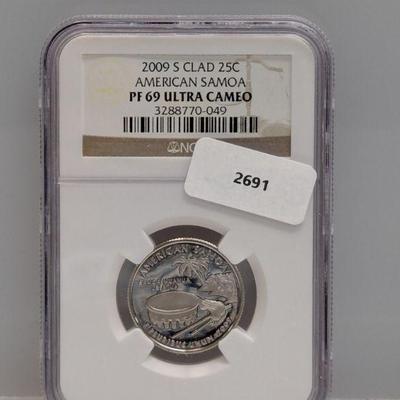 2009 S CLAD 25C
AMERICAN SAMOA
PF 69 ULTRA CAMEO
3288770-049
2691
AMERICAN SAMOA